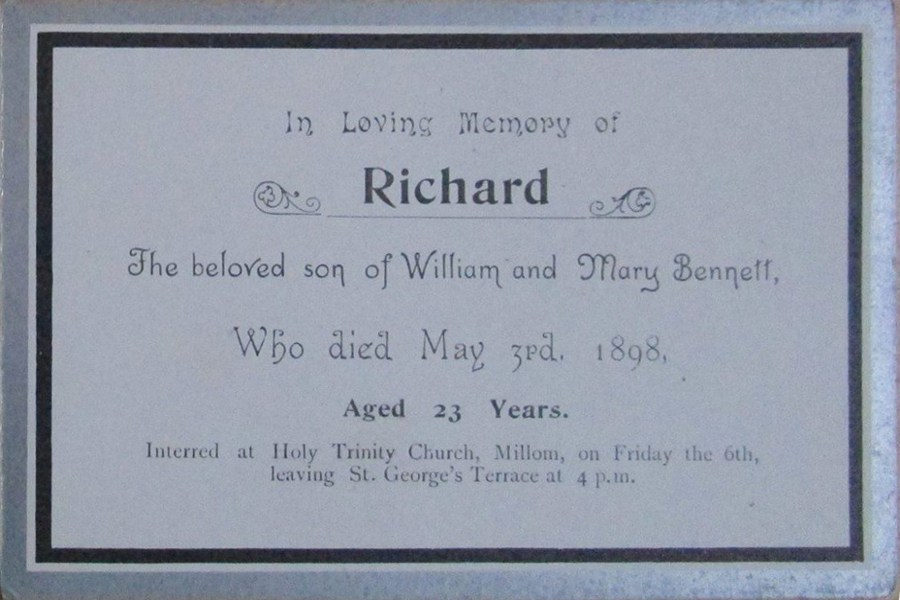 In Loving Memory of
Richard
The beloved son of William and Mary Bennett,
Who died May 3rd, 1898,
Aged 23 Years.
Interred at Holy Trinity Church, Millom, on Friday the 6th,
leaving St. George's Terrace at 4 p.m.